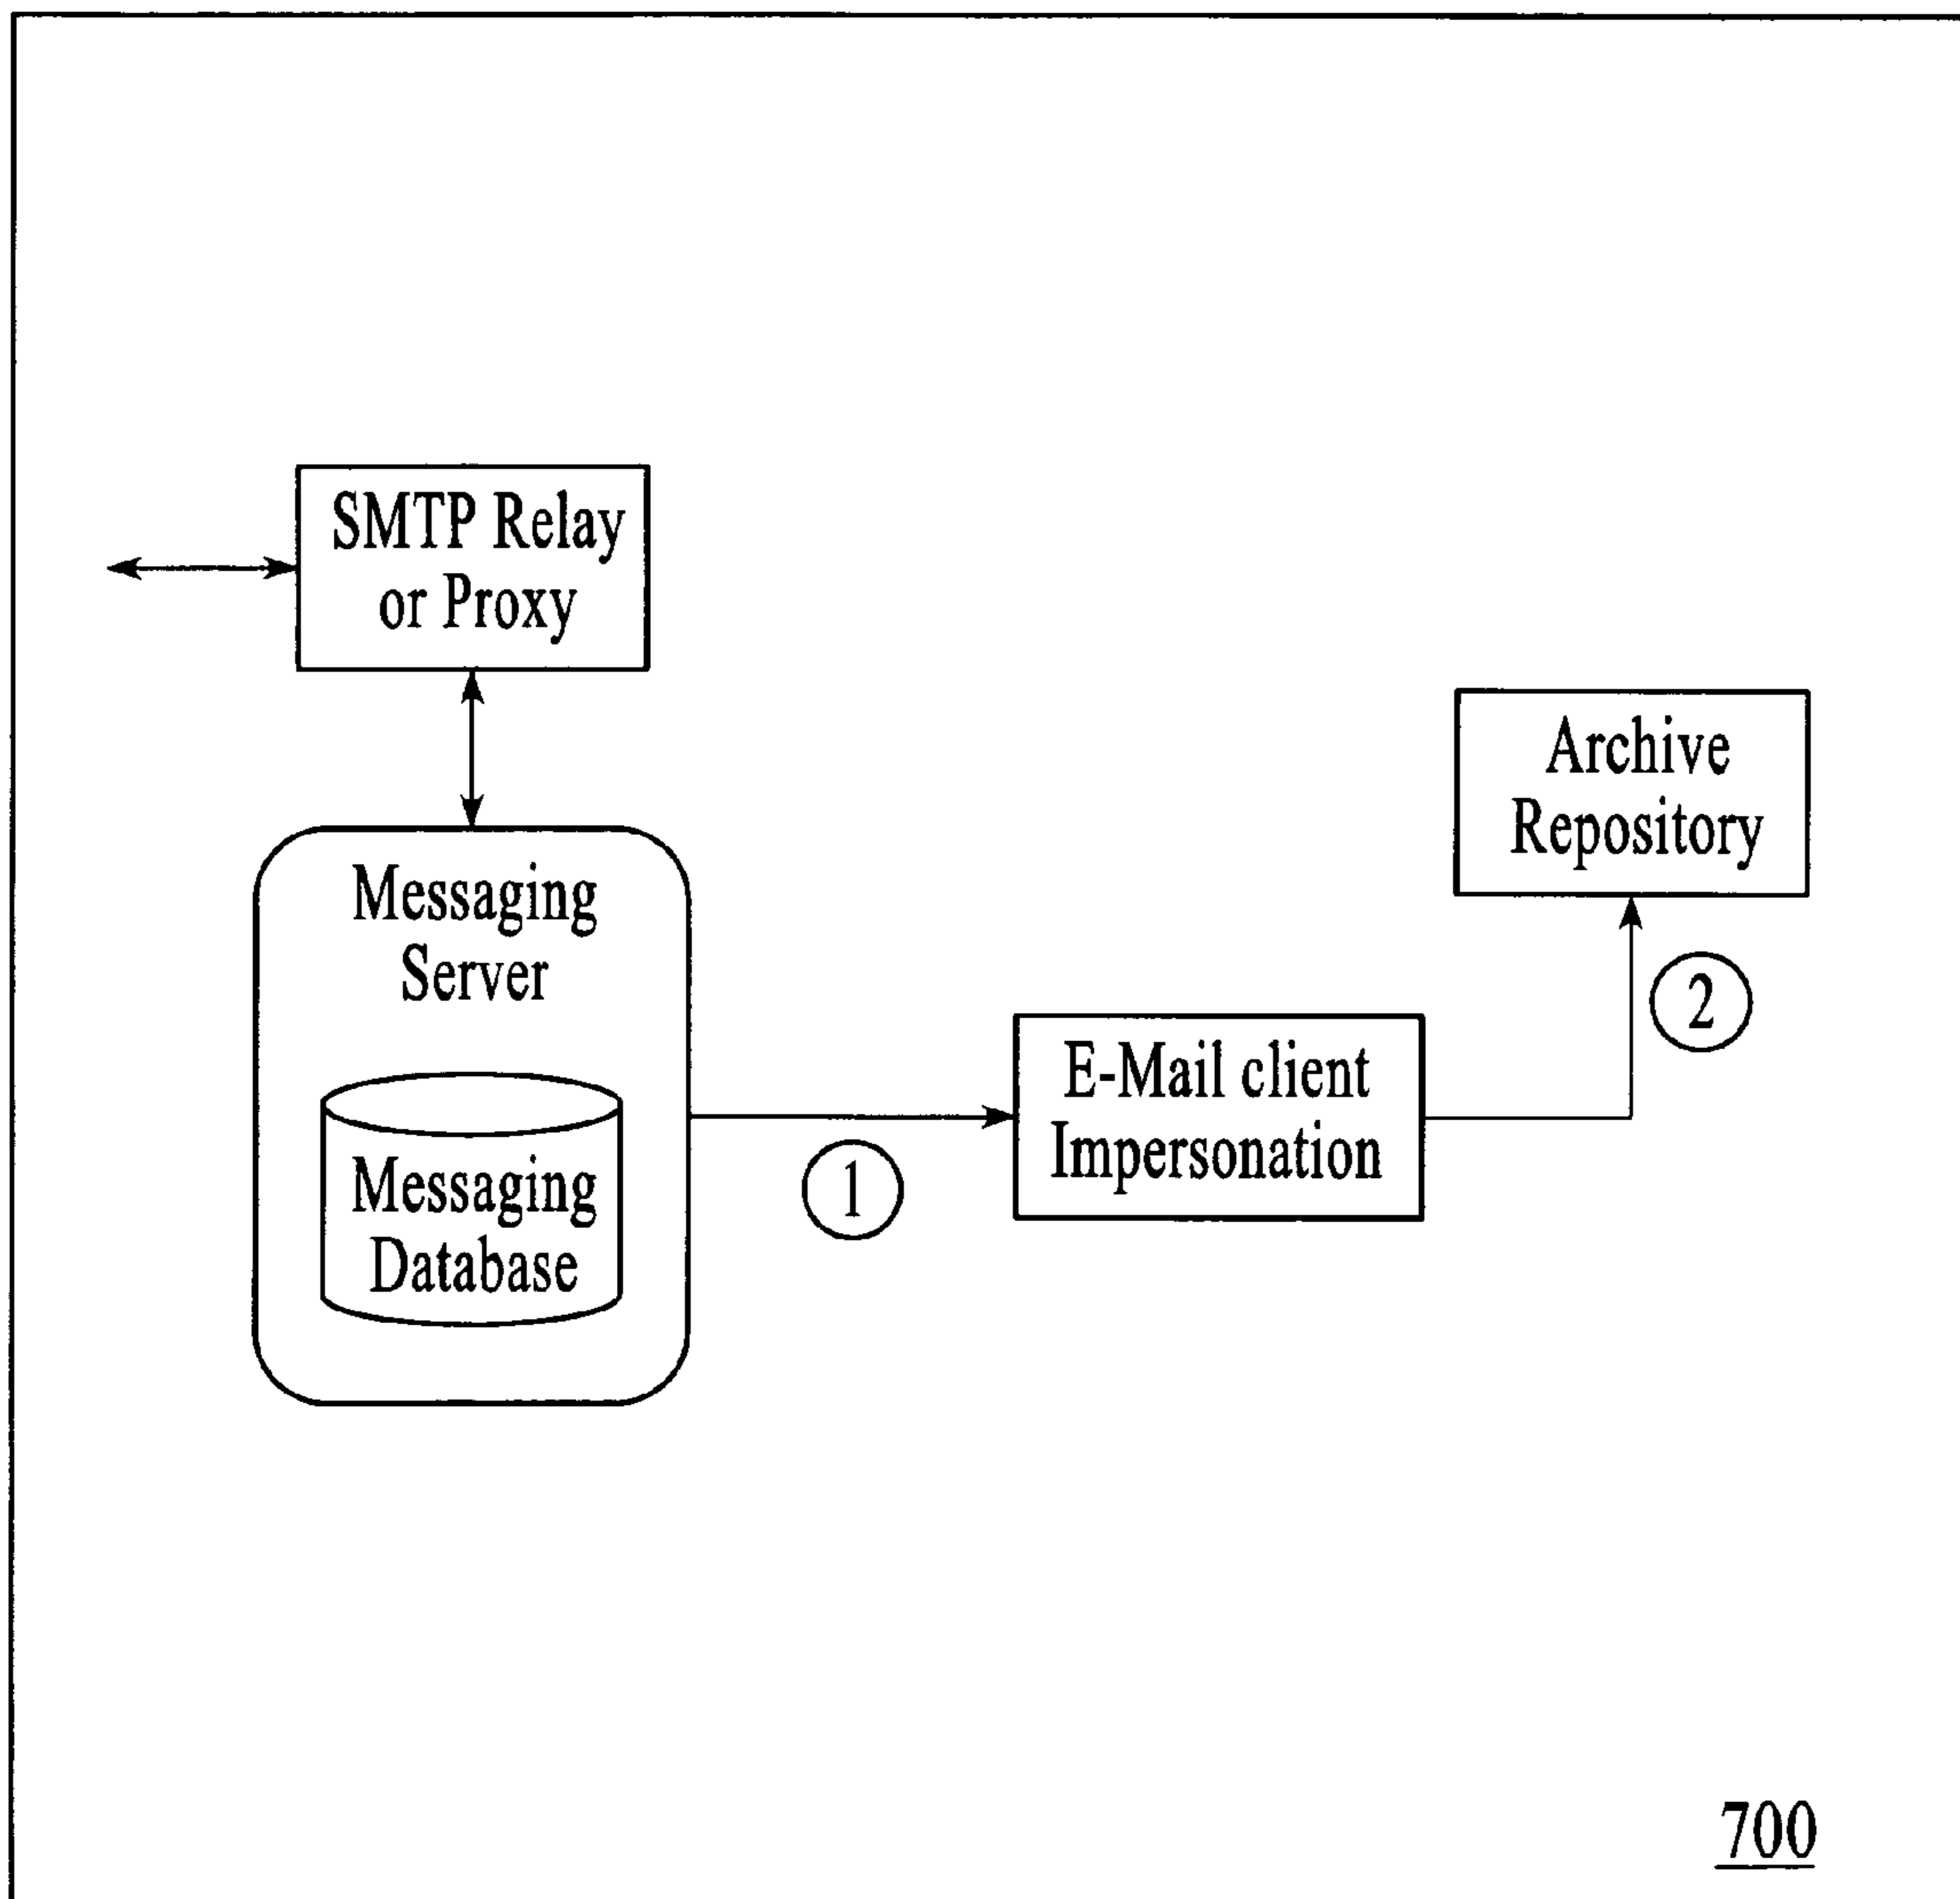 SMTP Relay
or Proxy
Messaging
Server
Messaging
Database
1
E-Mail client
Impersonation
2
Archive
Repository
700